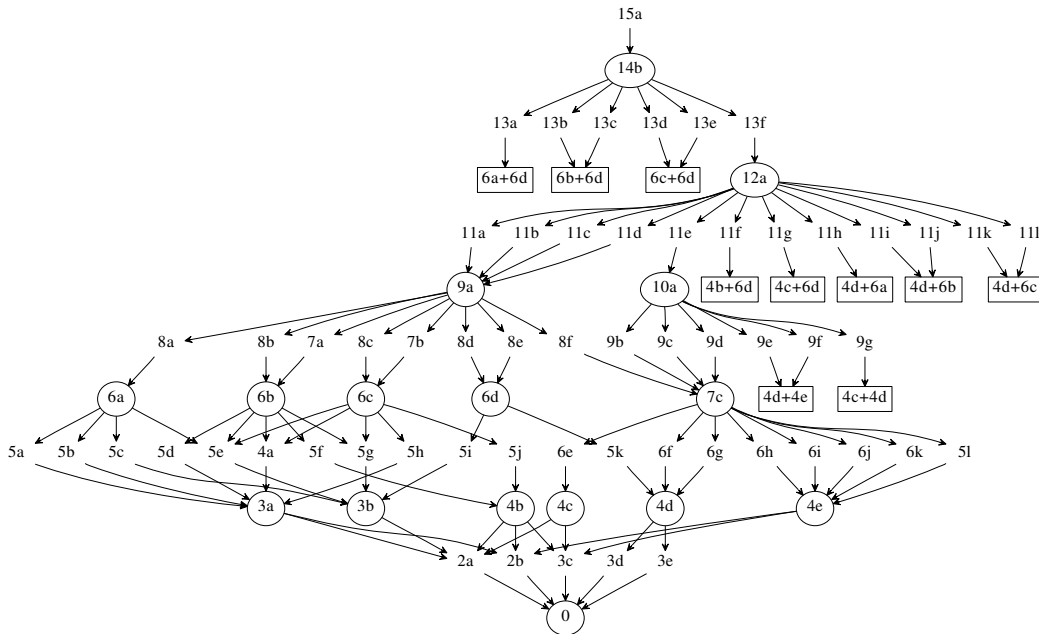 15a
14b
13a 13b 13c 13d 13e 13f
6a+6d 6b+6d 6c+6d 12a
11a 11b 11c 11d 11e 11f 11g 11h 11i 11j 11k 11l
9a 10a 4b+6d 4c+6d 4d+6a 4d+6b 4d+6c
8a 8b 7a 8c 7b 8d 8e 8f 9b 9c 9d 9e 9f 9g
6a 6b 6c 6d 7c 4d+4e 4c+4d
5a 5b 5c 5d 5e 4a 5f 5g 5h 5i 5j 6e 5k 6f 6g 6h 6i 6j 6k 5l
3a 3b 4b 4c 4d 4e
2a 2b 3c 3d 3e
0